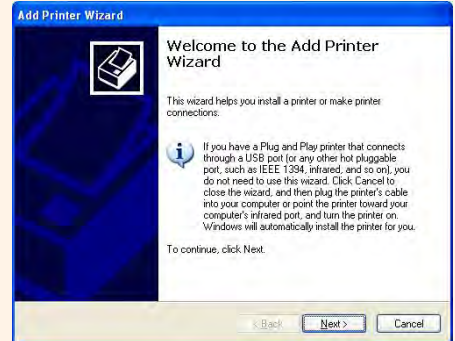 Add Printer Wizard
Welcome to the Add Printer
Wizard
This wizard helps you install a printer or make printer
connections.
If you have a Plug and Play printer that connects
through a USB port (or any other hot pluggable
port, such as IEEE 1394, infrared, and so on), you
do not need to use this wizard. Click Cancel to
close the wizard, and then plug the printer's cable
into your computer or point the printer toward your
computer's infrared port, and turn the printer on.
Windows will automatically install the printer for you.
To continue, click Next.
< Back Next > Cancel